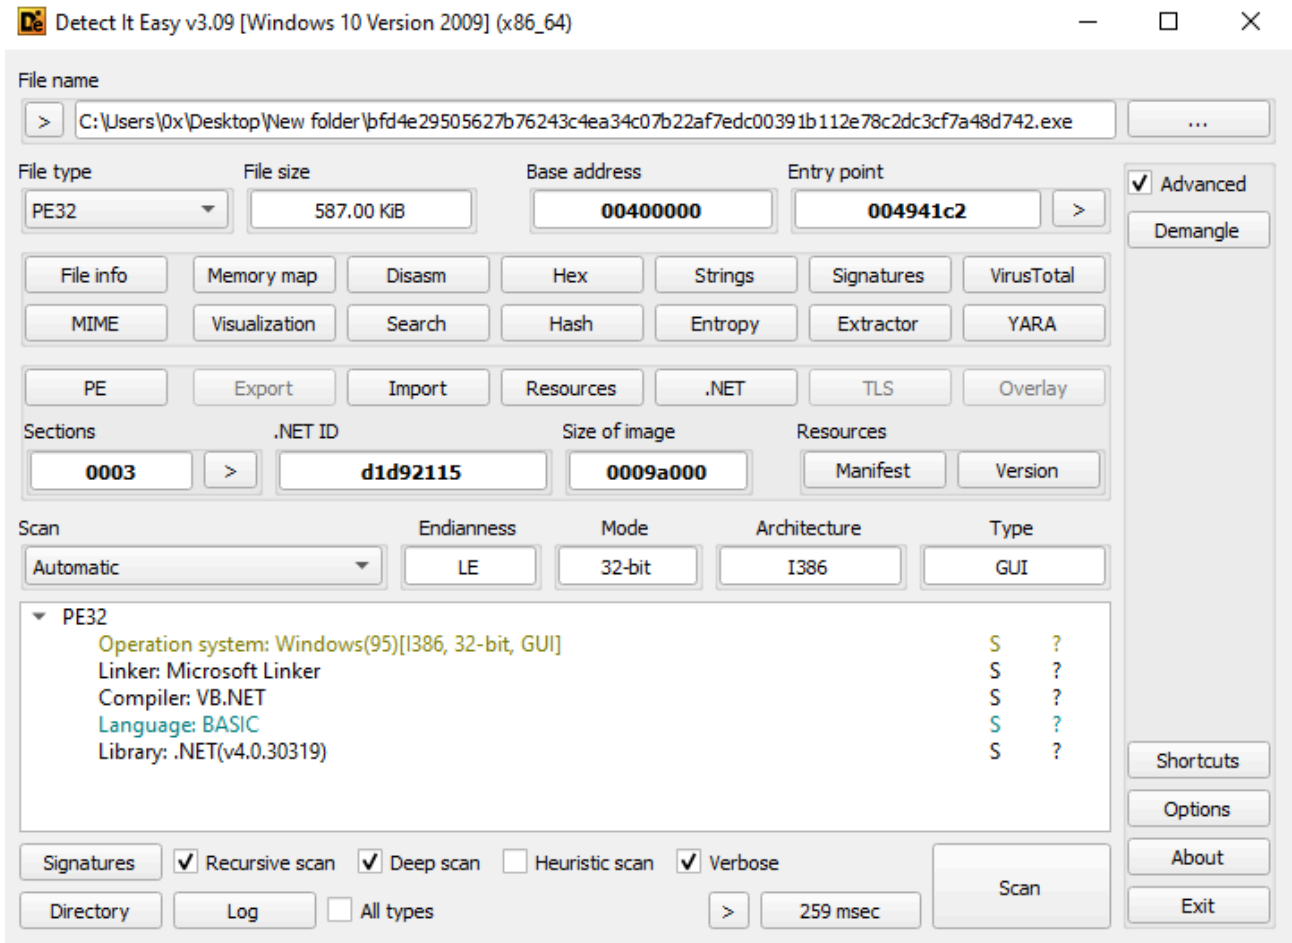 Detect It Easy v3.09 [Windows 10 Version 2009] (x86_64)
File name
> C:\Users\0x\Desktop\New folder\bfd4e29505627b76243c4ea34c07b22af7edc00391b112e78c2dc3cf7a48d742.exe ...
File type File size Base address Entry point
PE32 587.00 KiB 00400000 004941c2 >
Advanced
Demangle
File info Memory map Disasm Hex Strings Signatures VirusTotal
MIME Visualization Search Hash Entropy Extractor YARA
PE Export Import Resources .NET TLS Overlay
Sections .NET ID Size of image Resources
0003 > d1d92115 0009a000 Manifest Version
Scan Endianness Mode Architecture Type
Automatic LE 32-bit I386 GUI
PE32
Operation system: Windows(95)[I386, 32-bit, GUI] S ?
Linker: Microsoft Linker S ?
Compiler: VB.NET S ?
Language: BASIC S ?
Library: .NET(v4.0.30319) S ?
Shortcuts
Options
About
Exit
Signatures Recursive scan Deep scan Heuristic scan Verbose
Directory Log All types > 259 msec Scan